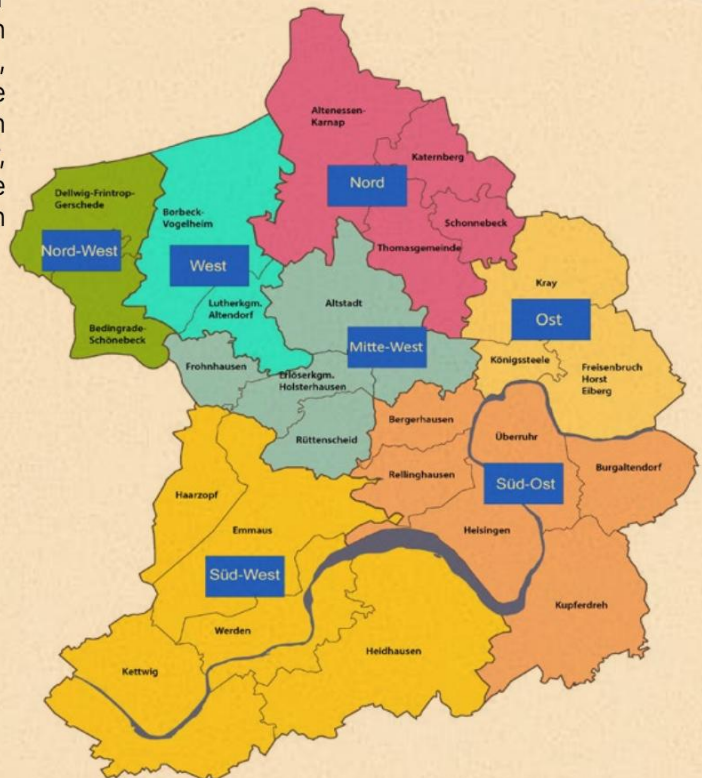 Altenessen-
Karnap
Katernberg
Nord
Dellwig-Frintrop-
Gerschede
Borbeck-
Vogelheim
Schonnebeck
Nord-West
Thomasgemeinde
West
Kray
Lutherkgm.
Altendorf
Altstadt
Ost
Bedingrade-
Schönebeck
Mitte-West
Königssteele
Frohnhausen
Freisenbruch
Horst
Eiberg
Erlöserkgm.
Holsterhausen
Bergerhausen
Rüttenscheid
Überruhr
Burgaltendorf
Rellinghausen
Süd-Ost
Haarzopf
Emmaus
Heisingen
Süd-West
Kupferdreh
Werden
Heidhausen
Kettwig